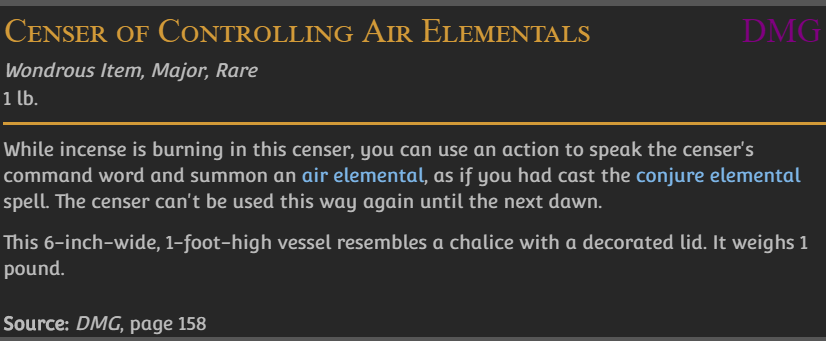 Censer of Controlling Air Elementals DMG
Wondrous Item, Major, Rare
1 lb.
While incense is burning in this censer, you can use an action to speak the censer's
command word and summon an air elemental, as if you had cast the conjure elemental
spell. The censer can't be used this way again until the next dawn.
This 6-inch-wide, 1-foot-high vessel resembles a chalice with a decorated lid. It weighs 1
pound.
Source: DMG, page 158